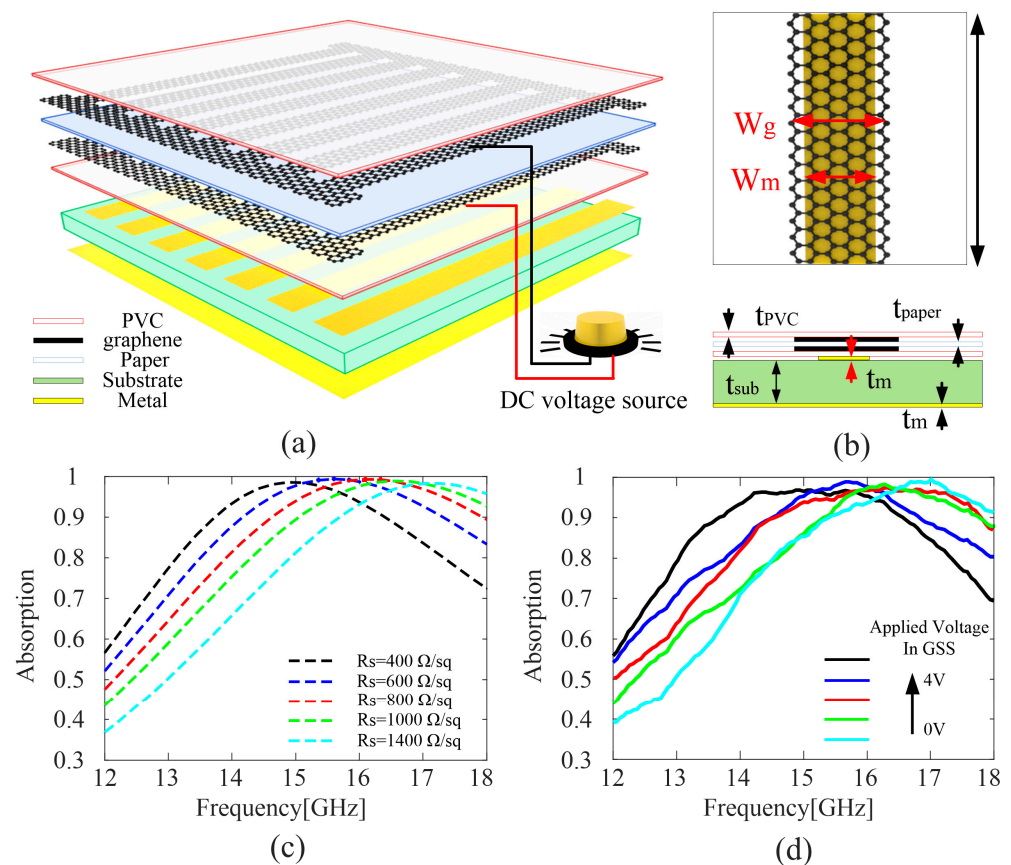 PVC
graphene
Paper
Substrate
Metal
DC voltage source
(a)
Wg
Wm
tPVC
tpaper
tsub
tm
tm
(b)
Absorption
1
0.9
0.8
0.7
0.6
0.5
0.4
0.3
Rs=400 Ω/sq
Rs=600 Ω/sq
Rs=800 Ω/sq
Rs=1000 Ω/sq
Rs=1400 Ω/sq
12 13 14 15 16 17 18
Frequency[GHz]
(c)
Absorption
1
0.9
0.8
0.7
0.6
0.5
0.4
0.3
Applied Voltage
In GSS
4V
0V
12 13 14 15 16 17 18
Frequency[GHz]
(d)